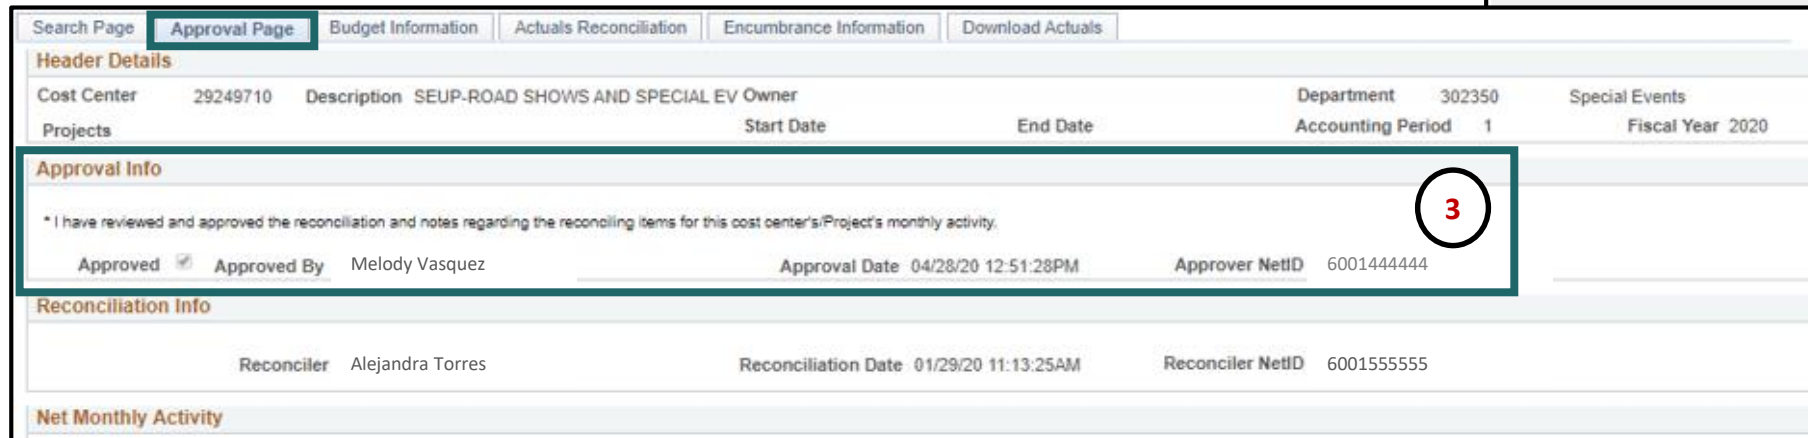 Search Page Approval Page Budget Information Actuals Reconciliation Encumbrance Information Download Actuals
Header Details
Cost Center 29249710 Description SEUP-ROAD SHOWS AND SPECIAL EV Owner Department 302350 Special Events
Projects Start Date End Date Accounting Period 1 Fiscal Year 2020
Approval Info
3
* I have reviewed and approved the reconciliation and notes regarding the reconciling items for this cost center's/Project's monthly activity.
Approved Approved By Melody Vasquez Approval Date 04/28/20 12:51:28PM Approver NetID 6001444444
Reconciliation Info
Reconciler Alejandra Torres Reconciliation Date 01/29/20 11:13:25AM Reconciler NetID 6001555555
Net Monthly Activity